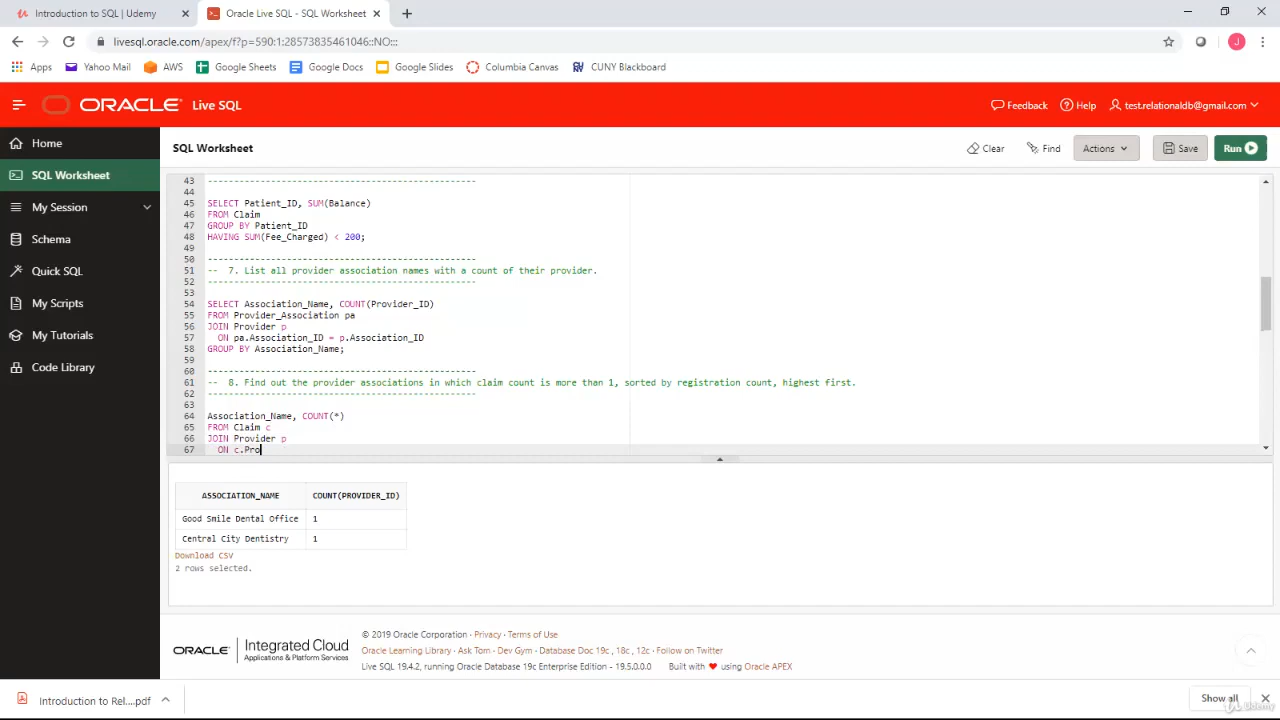 Introduction to SQL | Udemy
Oracle Live SQL - SQL Worksheet
livesql.oracle.com/apex/f?p=590:1:28573835461046::NO:::
J
Apps
Yahoo Mail
AWS
Google Sheets
Google Docs
Google Slides
Columbia Canvas
CUNY Blackboard
ORACLE Live SQL
Feedback
Help
test.relationaldb@gmail.com
Home
SQL Worksheet
My Session
Schema
Quick SQL
My Scripts
My Tutorials
Code Library
SQL Worksheet
Clear
Find
Actions
Save
Run
43 ---------------------------------------------------
44
45 SELECT Patient_ID, SUM(Balance)
46 FROM Claim
47 GROUP BY Patient_ID
48 HAVING SUM(Fee_Charged) < 200;
49
50 ---------------------------------------------------
51 -- 7. List all provider association names with a count of their provider.
52 ---------------------------------------------------
53
54 SELECT Association_Name, COUNT(Provider_ID)
55 FROM Provider_Association pa
56 JOIN Provider p
57 ON pa.Association_ID = p.Association_ID
58 GROUP BY Association_Name;
59
60 ---------------------------------------------------
61 -- 8. Find out the provider associations in which claim count is more than 1, sorted by registration count, highest first.
62 ---------------------------------------------------
63
64 Association_Name, COUNT(*)
65 FROM Claim c
66 JOIN Provider p
67 ON c.Pro
ASSOCIATION_NAME COUNT(PROVIDER_ID)
Good Smile Dental Office 1
Central City Dentistry 1
Download CSV
2 rows selected.
ORACLE Integrated Cloud
Applications & Platform Services
© 2019 Oracle Corporation · Privacy · Terms of Use
Oracle Learning Library · Ask Tom · Dev Gym · Database Doc 19c, 18c, 12c · Follow on Twitter
Live SQL 19.4.2, running Oracle Database 19c Enterprise Edition - 19.5.0.0.0 Built with ❤ using Oracle APEX
Introduction to Rel....pdf
Show all
Udemy